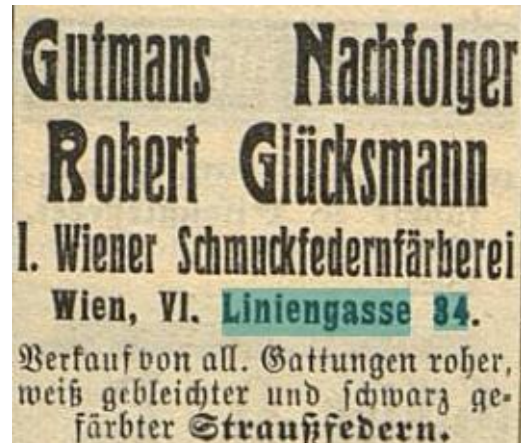 Gutmans Nachfolger
Robert Glücksmann
I. Wiener Schmuckfedernfärberei
Wien, VI. Liniengasse 34.
Verkauf von all. Gattungen roher,
weiß gebleichter und schwarz ge-
färbter Straußfedern.